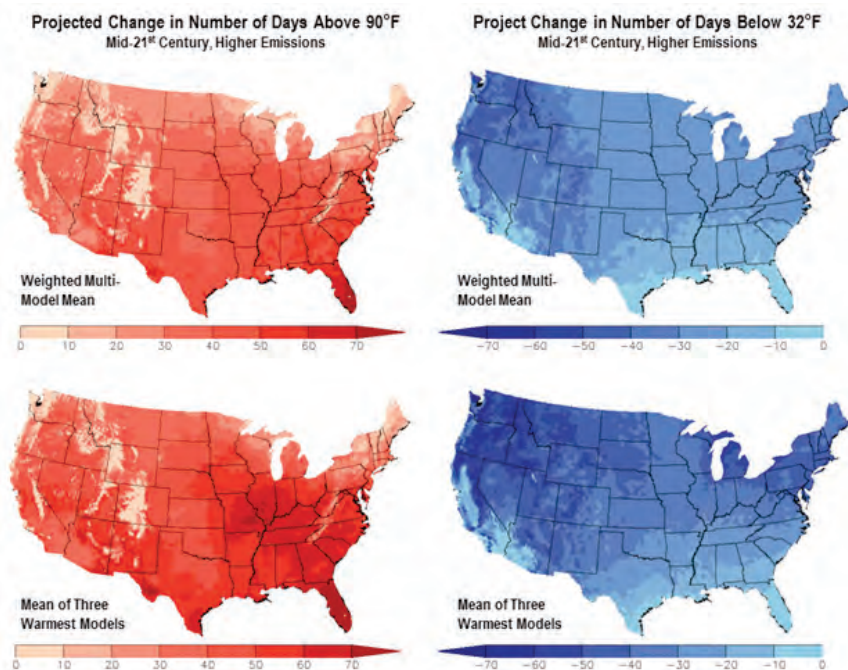 Projected Change in Number of Days Above 90°F
Mid-21st Century, Higher Emissions
Project Change in Number of Days Below 32°F
Mid-21st Century, Higher Emissions
Weighted Multi-
Model Mean
Weighted Multi-
Model Mean
0 10 20 30 40 50 60 70
-70 -60 -50 -40 -30 -20 -10 0
Mean of Three
Warmest Models
Mean of Three
Warmest Models
0 10 20 30 40 50 60 70
-70 -60 -50 -40 -30 -20 -10 0